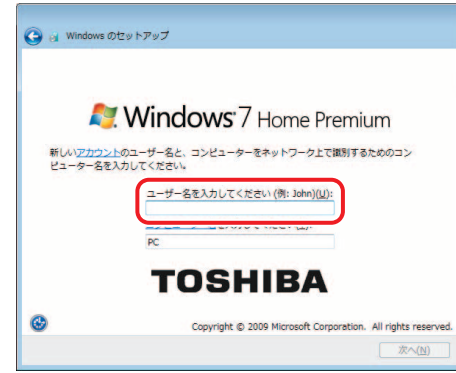 Windows のセットアップ
Windows 7 Home Premium
新しいアカウントのユーザー名と、コンピューターをネットワーク上で識別するためのコン
ピューター名を入力してください。
ユーザー名を入力してください (例: John)(U):
PC
TOSHIBA
Copyright © 2009 Microsoft Corporation. All rights reserved.
次へ(N)